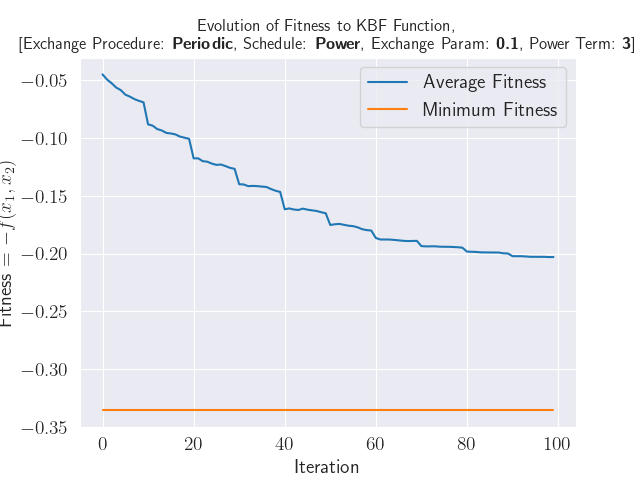 Evolution of Fitness to KBF Function,
[Exchange Procedure: Periodic, Schedule: Power, Exchange Param: 0.1, Power Term: 3]
Average Fitness
Minimum Fitness
−0.05
−0.10
−0.15
−0.20
−0.25
−0.30
−0.35
Fitness = −f(x₁, x₂)
0 20 40 60 80 100
Iteration